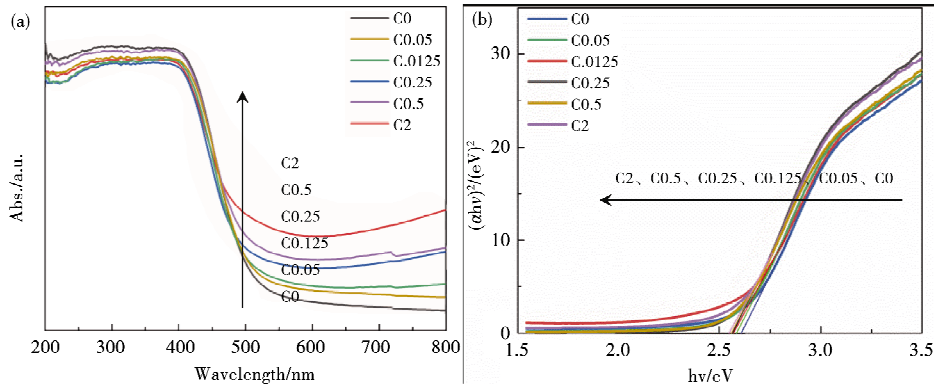 (a)
C0
C0.05
C.0125
C0.25
C0.5
C2
C2
C0.5
C0.25
C0.125
C0.05
C0
Abs./a.u.
200 300 400 500 600 700 800
Wavelength/nm
(b)
C0
C0.05
C.0125
C0.25
C0.5
C2
30
20
10
0
C2、C0.5、C0.25、C0.125、C0.05、C0
(αhv)²/(eV)²
1.5 2.0 2.5 3.0 3.5
hv/eV